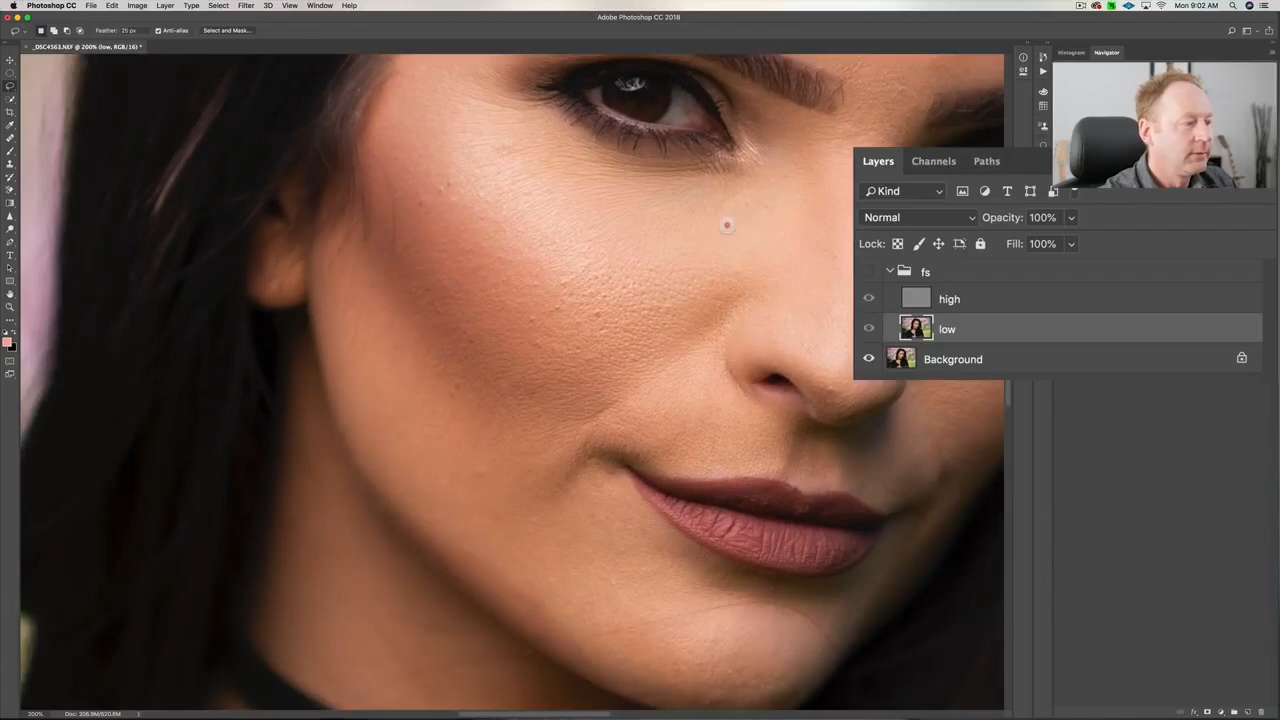 Photoshop CC File Edit Image Layer Type Select Filter 3D View Window Help Mon 9:02 AM
Adobe Photoshop CC 2018
Feather: 25 px Anti-alias Select and Mask...
_DSC4563.NEF @ 200% (low, RGB/16) *
Histogram Navigator
Layers Channels Paths
Kind
Normal Opacity: 100%
Lock: Fill: 100%
fs
high
low
Background
200% Doc: 206.9M/620.8M